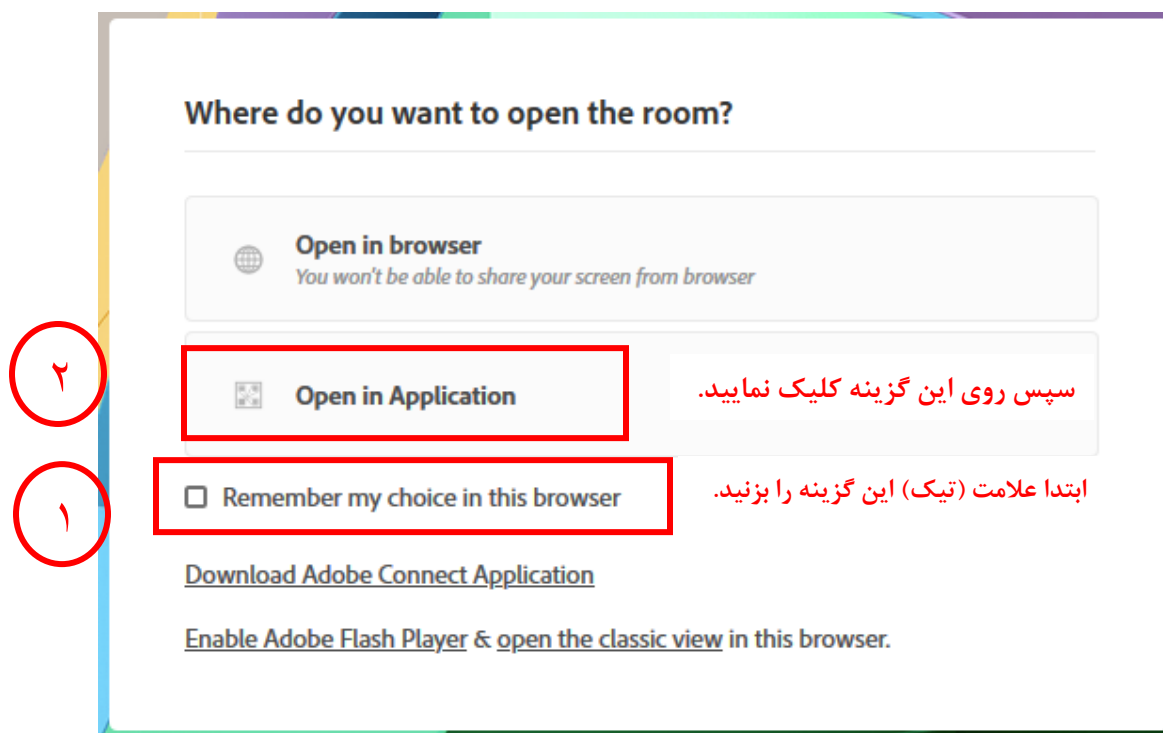 Where do you want to open the room?
Open in browser
You won't be able to share your screen from browser
۲
Open in Application
سپس روی این گزینه کلیک نمایید.
۱
Remember my choice in this browser
ابتدا علامت (تیک) این گزینه را بزنید.
Download Adobe Connect Application
Enable Adobe Flash Player & open the classic view in this browser.